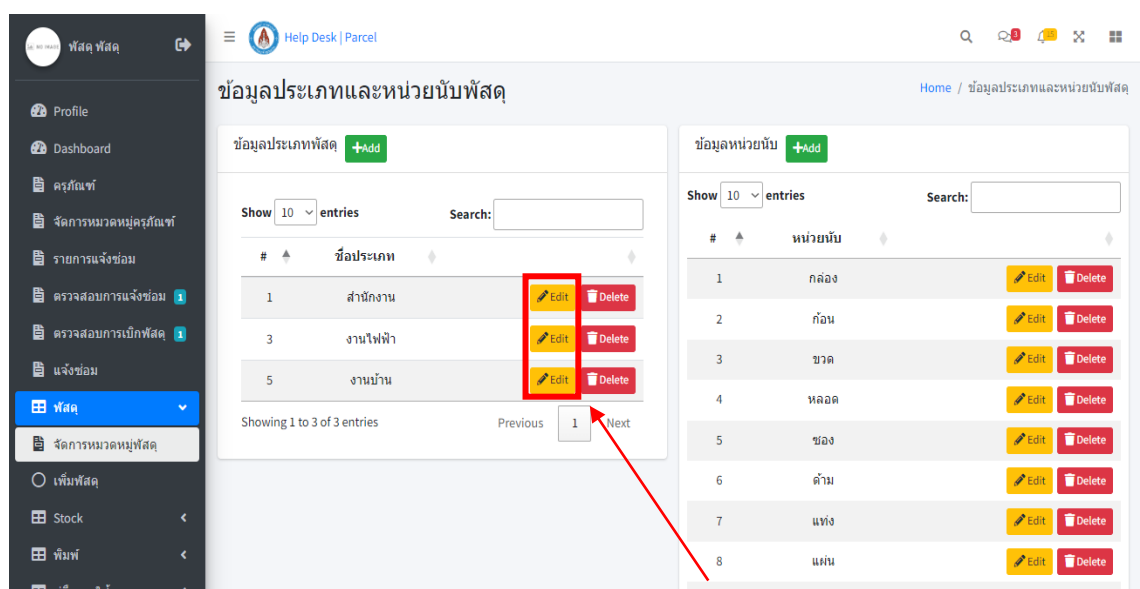 พัสดุ พัสดุ
Help Desk | Parcel
3
15
ข้อมูลประเภทและหน่วยนับพัสดุ
Home / ข้อมูลประเภทและหน่วยนับพัสดุ
Profile
Dashboard
ครุภัณฑ์
จัดการหมวดหมู่ครุภัณฑ์
รายการแจ้งซ่อม
ตรวจสอบการแจ้งซ่อม 1
ตรวจสอบการเบิกพัสดุ 1
แจ้งซ่อม
พัสดุ
จัดการหมวดหมู่พัสดุ
เพิ่มพัสดุ
Stock
พิมพ์
ข้อมูลประเภทพัสดุ +Add
Show 10 entries Search:
# ชื่อประเภท
1 สำนักงาน Edit Delete
3 งานไฟฟ้า Edit Delete
5 งานบ้าน Edit Delete
Showing 1 to 3 of 3 entries Previous 1 Next
ข้อมูลหน่วยนับ +Add
Show 10 entries Search:
# หน่วยนับ
1 กล่อง Edit Delete
2 ก้อน Edit Delete
3 ขวด Edit Delete
4 หลอด Edit Delete
5 ซอง Edit Delete
6 ด้าม Edit Delete
7 แท่ง Edit Delete
8 แผ่น Edit Delete